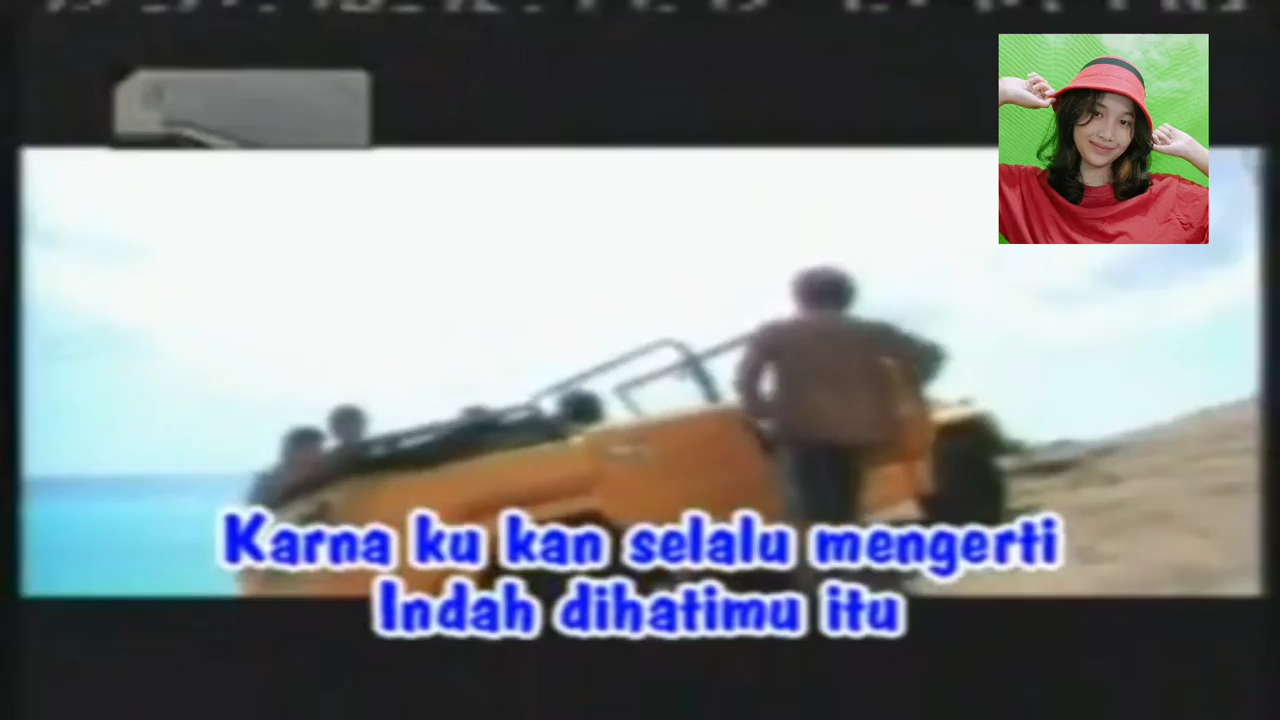 Karna ku kan selalu mengerti
Indah dihatimu itu